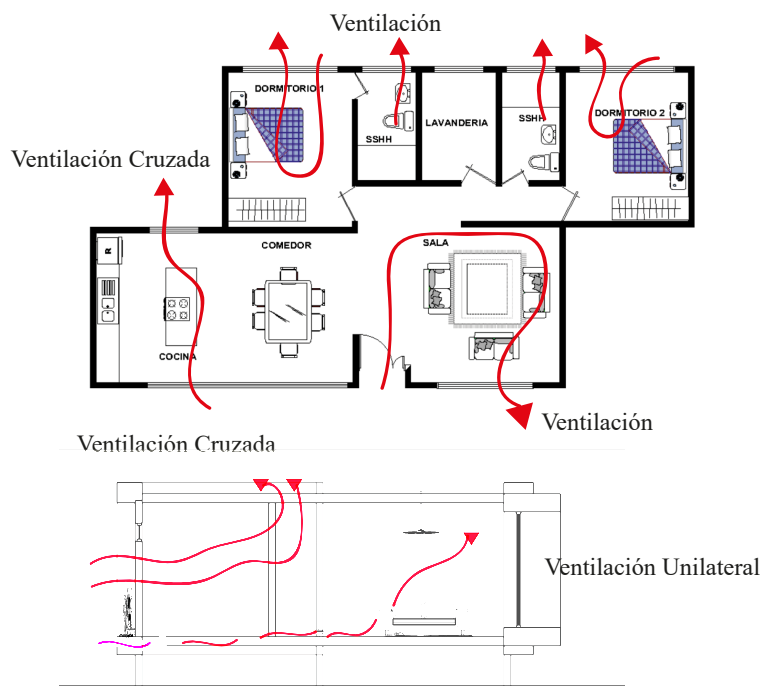 Ventilación
DORMITORIO 1
SSHH
LAVANDERIA
SSHH
DORMITORIO 2
Ventilación Cruzada
R
COMEDOR
SALA
COCINA
Ventilación
Ventilación Cruzada
Ventilación Unilateral